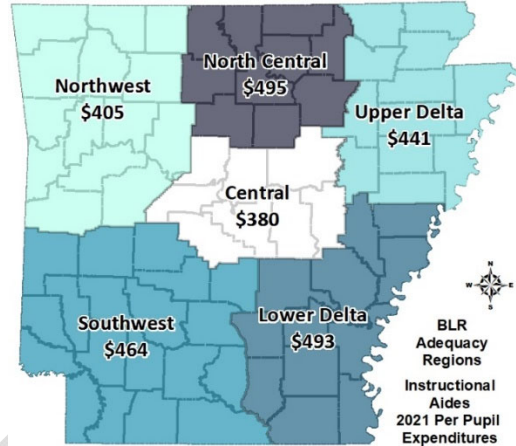 North Central
$495
Northwest
$405
Upper Delta
$441
Central
$380
Southwest
$464
Lower Delta
$493
N
W E
S
BLR
Adequacy
Regions
Instructional
Aides
2021 Per Pupil
Expenditures